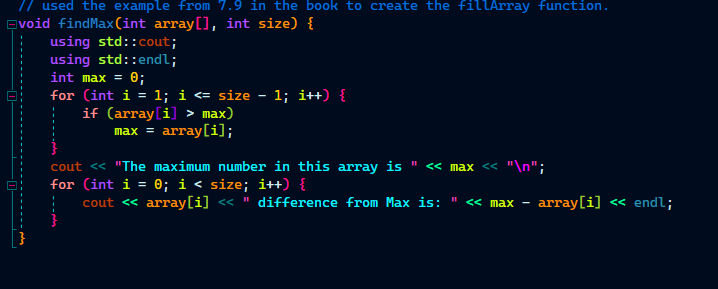 // used the example from 7.9 in the book to create the fillArray function.
void findMax(int array[], int size) {
using std::cout;
using std::endl;
int max = 0;
for (int i = 1; i <= size - 1; i++) {
if (array[i] > max)
max = array[i];
}
cout << "The maximum number in this array is " << max << "\n";
for (int i = 0; i < size; i++) {
cout << array[i] << " difference from Max is: " << max - array[i] << endl;
}
}